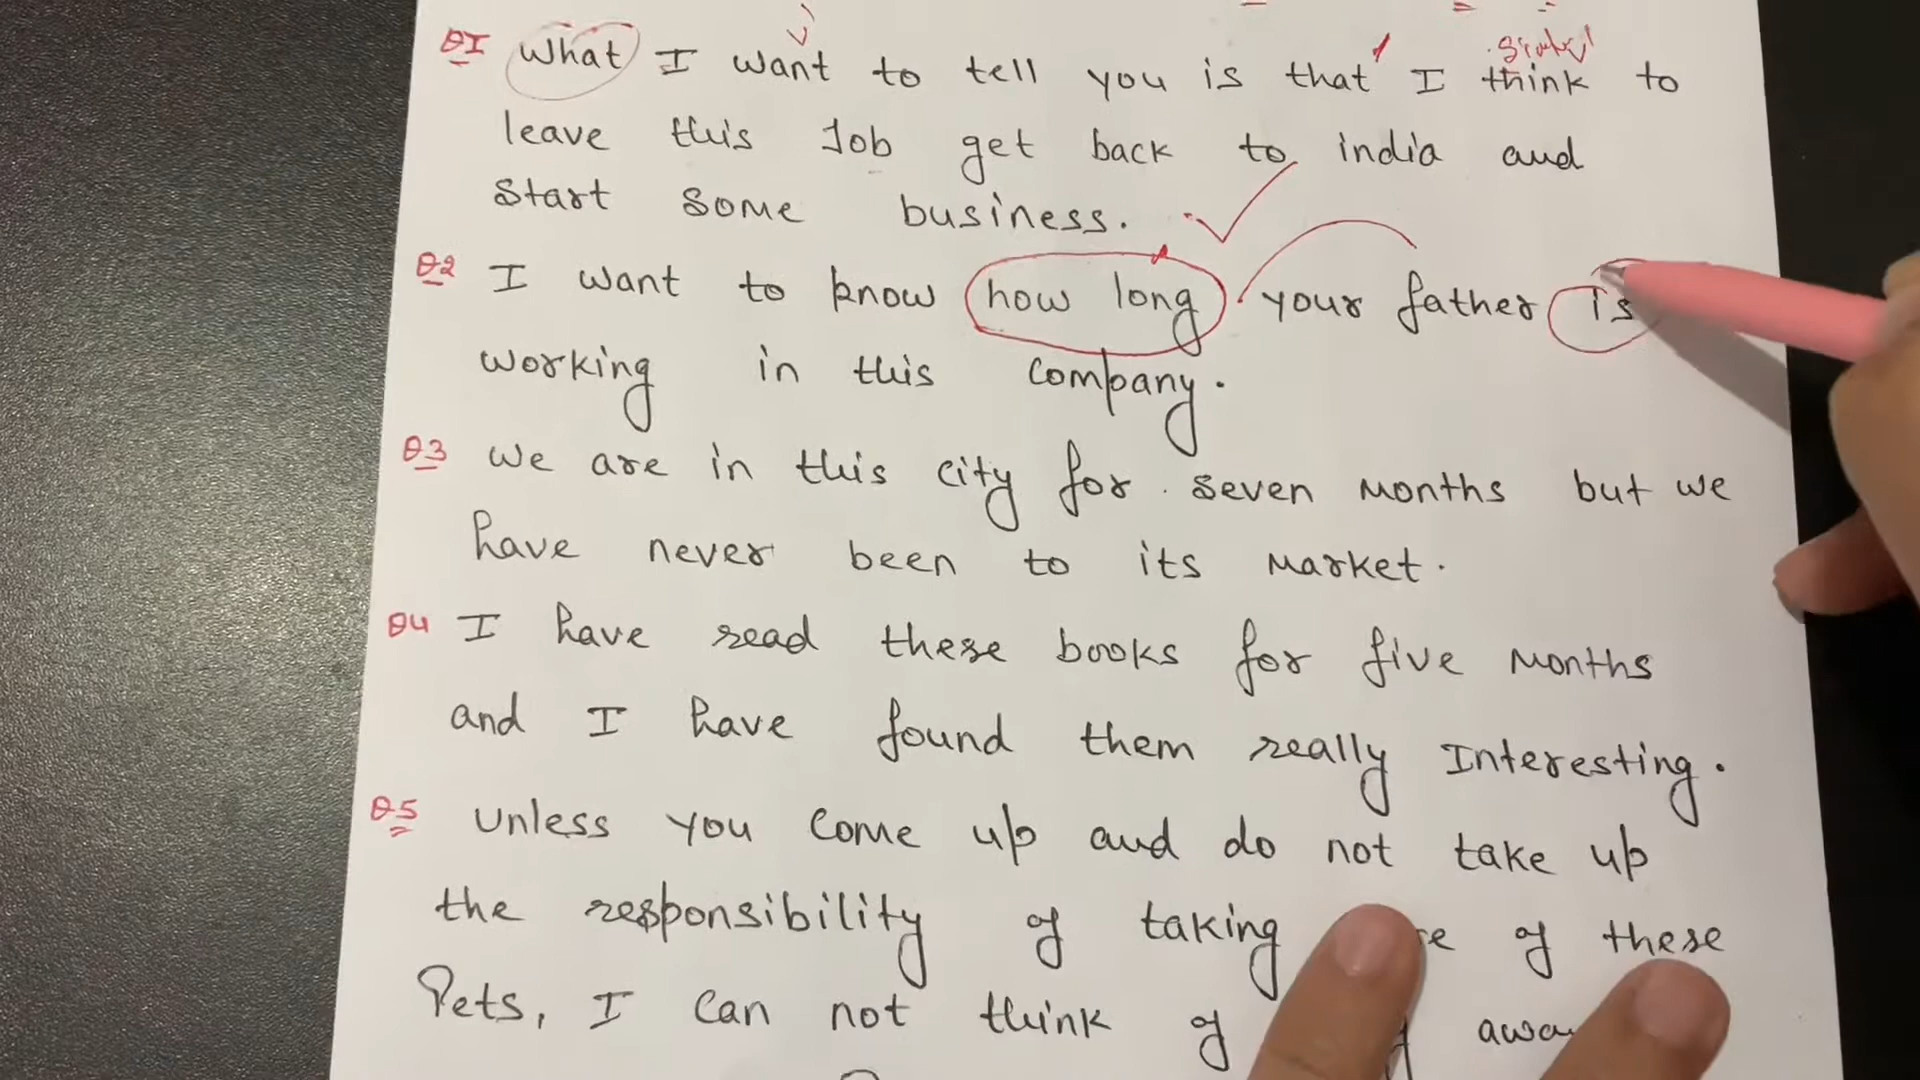 Q1 What I want to tell you is that I think to
leave this Job get back to india and
start some business.
Q2 I want to know how long your father is
working in this company.
Q3 we are in this city for seven months but we
have never been to its market.
Q4 I have read these books for five months
and I have found them really Interesting.
Q5 unless you come up and do not take up
the responsibility of taking of these
Pets, I can not think of